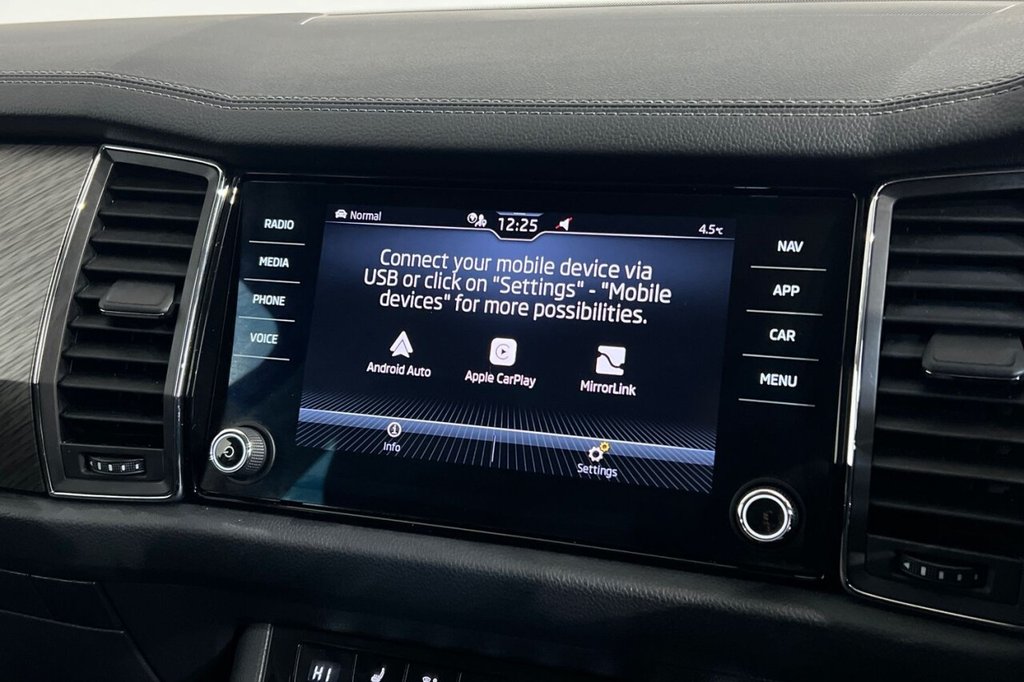 RADIO
MEDIA
PHONE
VOICE
Normal
12:25
4.5°C
Connect your mobile device via
USB or click on "Settings" - "Mobile
devices" for more possibilities.
Android Auto
Apple CarPlay
MirrorLink
Info
Settings
NAV
APP
CAR
MENU
HI